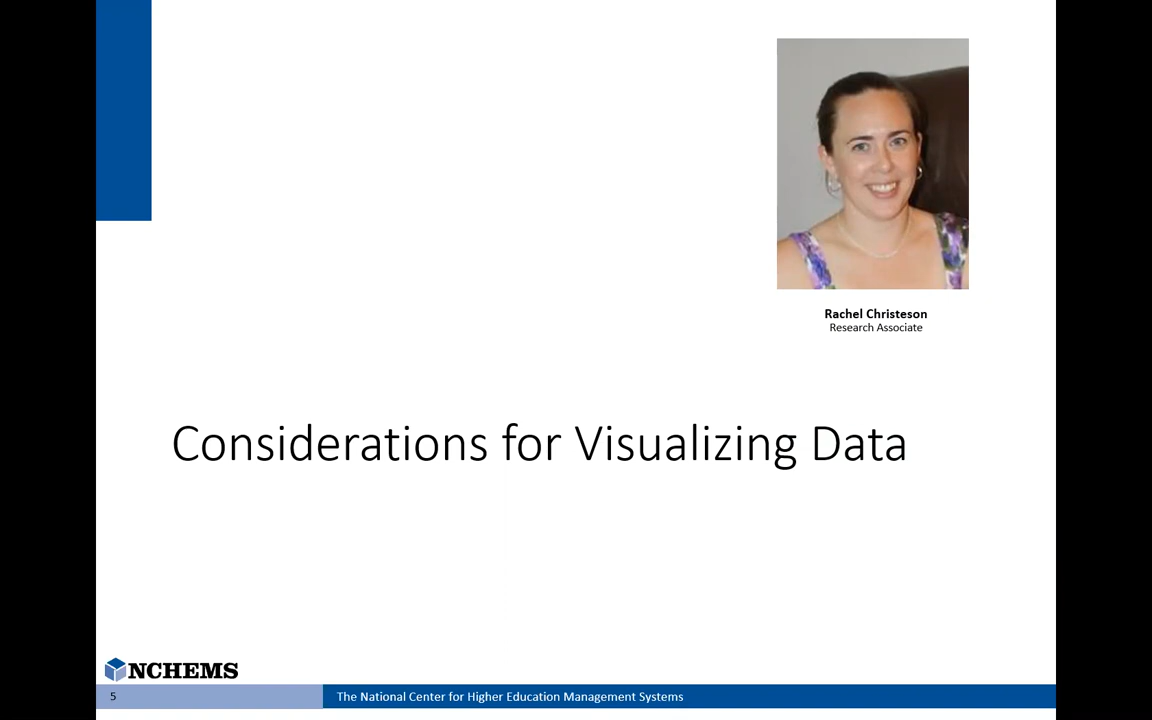 Rachel Christeson
Research Associate
Considerations for Visualizing Data
NCHEMS
5
The National Center for Higher Education Management Systems